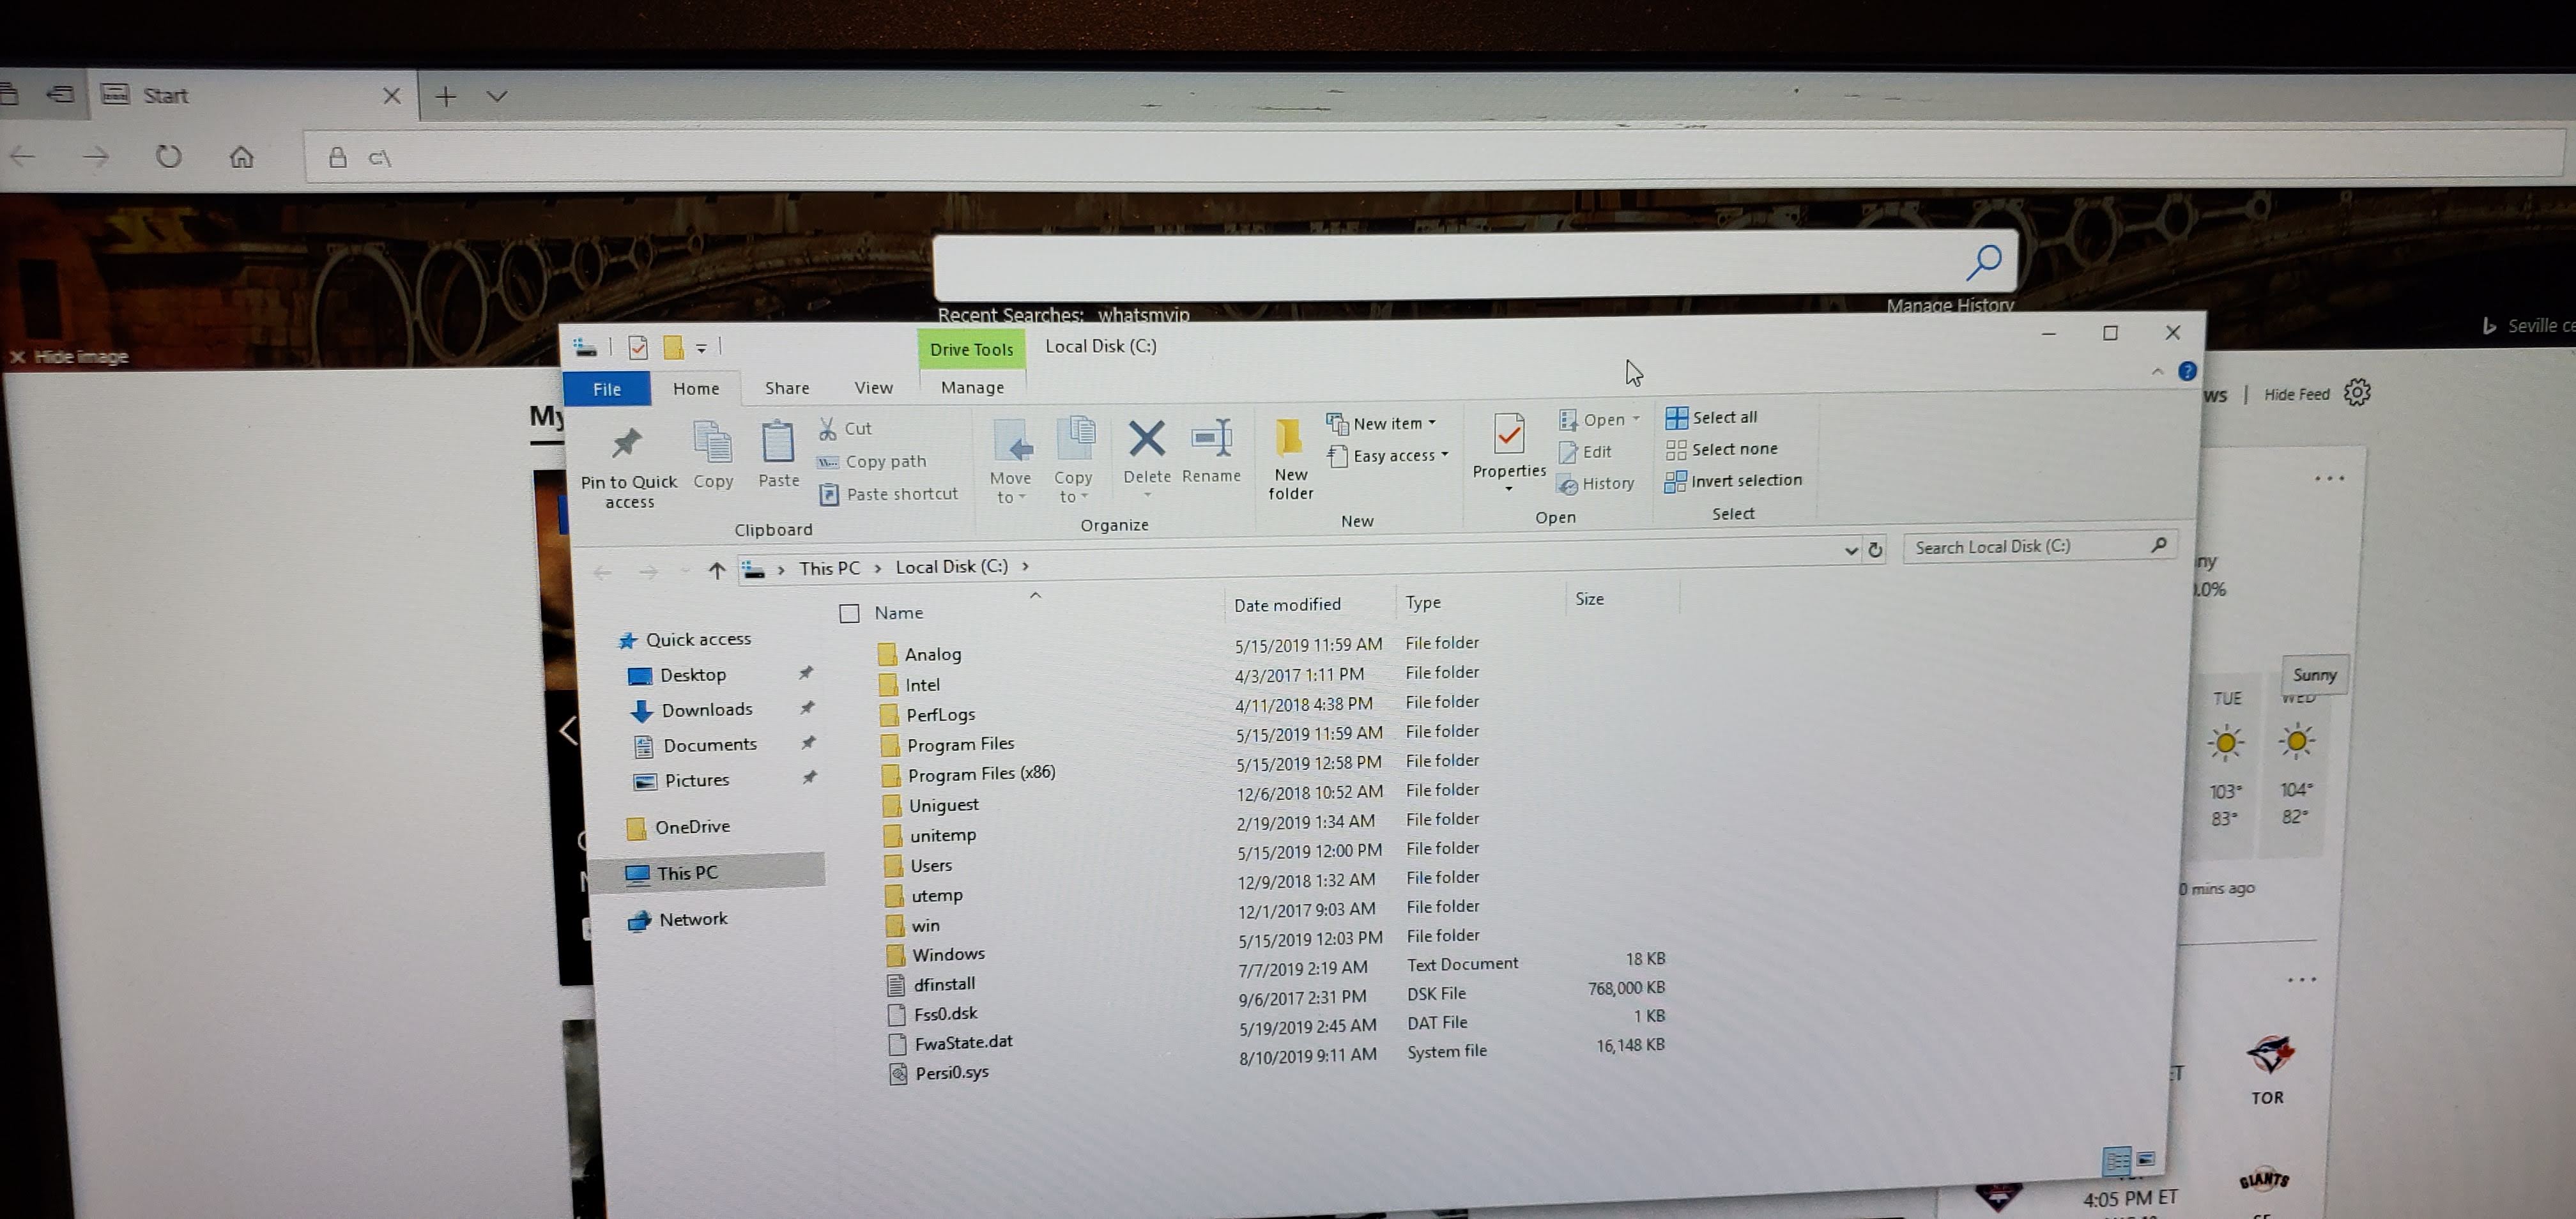 Start
c:\
Recent Searches: whatsmyip
Manage History
Hide image
Seville
Drive Tools
Local Disk (C:)
File
Home
Share
View
Manage
Hide Feed
My
Pin to Quick access
Copy
Paste
Cut
Copy path
Paste shortcut
Clipboard
Move to
Copy to
Delete
Rename
Organize
New folder
New item
Easy access
New
Properties
Open
Edit
History
Open
Select all
Select none
Invert selection
Select
This PC > Local Disk (C:) >
Search Local Disk (C:)
Name Date modified Type Size
Quick access
Desktop
Downloads
Documents
Pictures
OneDrive
This PC
Network
Analog 5/15/2019 11:59 AM File folder
Intel 4/3/2017 1:11 PM File folder
PerfLogs 4/11/2018 4:38 PM File folder
Program Files 5/15/2019 11:59 AM File folder
Program Files (x86) 5/15/2019 12:58 PM File folder
Uniguest 12/6/2018 10:52 AM File folder
unitemp 2/19/2019 1:34 AM File folder
Users 5/15/2019 12:00 PM File folder
utemp 12/9/2018 1:32 AM File folder
win 12/1/2017 9:03 AM File folder
Windows 5/15/2019 12:03 PM File folder
dfinstall 7/7/2019 2:19 AM Text Document 18 KB
Fss0.dsk 9/6/2017 2:31 PM DSK File 768,000 KB
FwaState.dat 5/19/2019 2:45 AM DAT File 1 KB
Persi0.sys 8/10/2019 9:11 AM System file 16,148 KB
Sunny
TUE WED
103° 104°
83° 82°
0 mins ago
TOR
GIANTS
4:05 PM ET